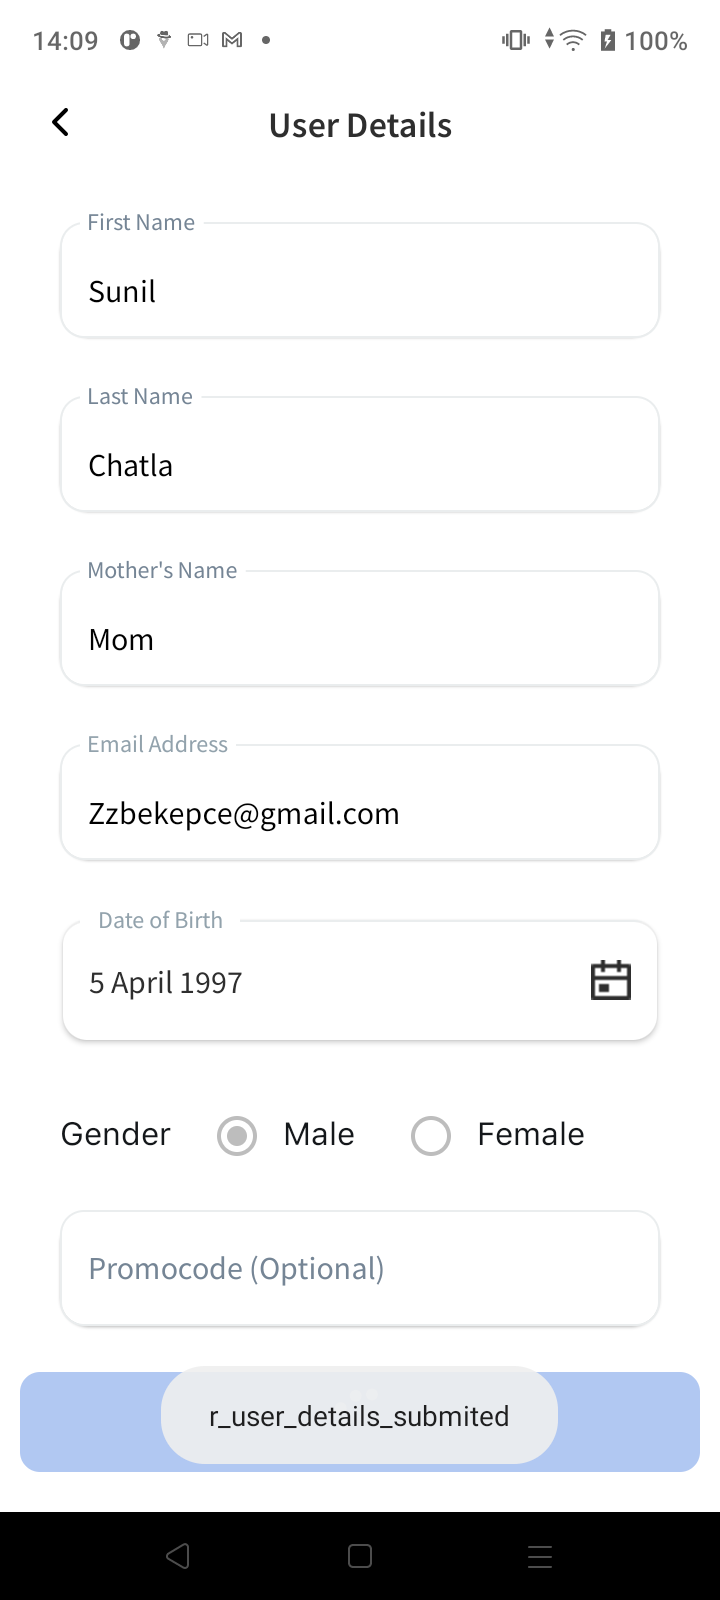 14:09
100%
User Details
First Name
Sunil
Last Name
Chatla
Mother's Name
Mom
Email Address
Zzbekepce@gmail.com
Date of Birth
5 April 1997
Gender Male Female
Promocode (Optional)
r_user_details_submited